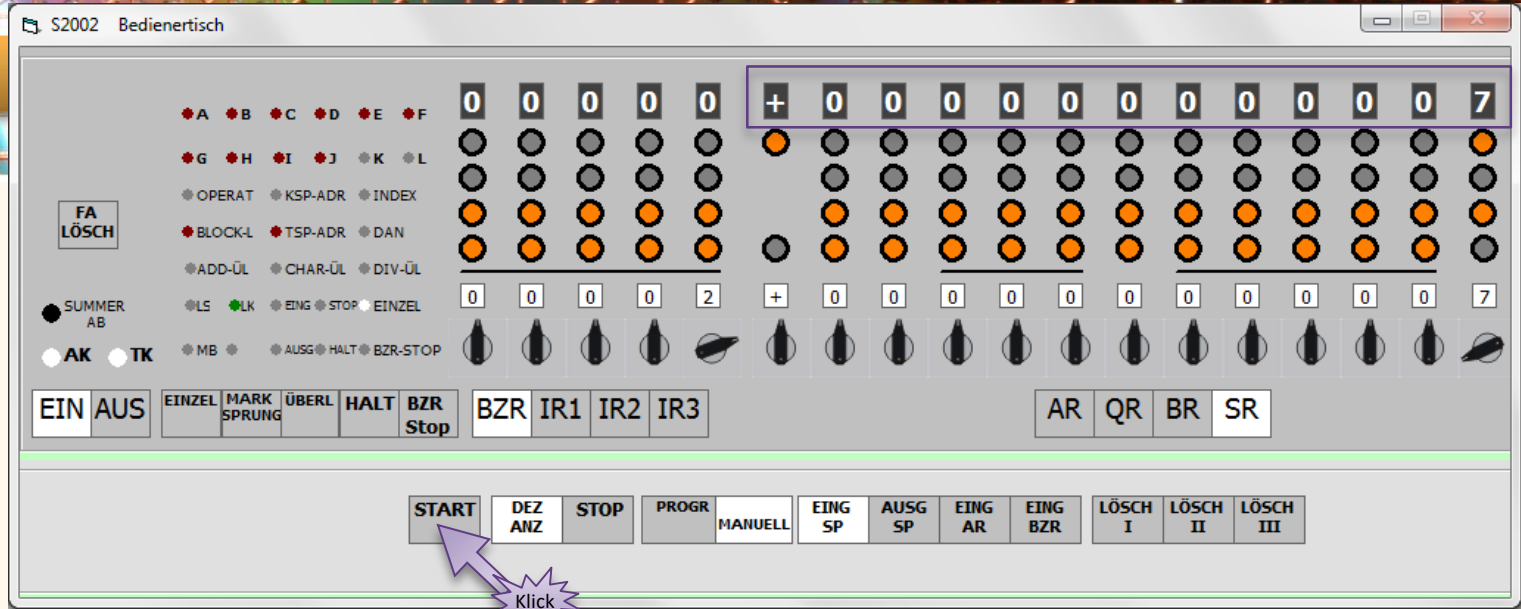 S2002 Bedienertisch
0 0 0 0 0 + 0 0 0 0 0 0 0 0 0 0 0 7
A B C D E F
G H I J K L
OPERAT KSP-ADR INDEX
FA
LÖSCH
BLOCK-L TSP-ADR DAN
ADD-ÜL CHAR-ÜL DIV-ÜL
SUMMER
AB
LS LK EING STOP EINZEL
0 0 0 0 2 + 0 0 0 0 0 0 0 0 0 0 0 7
AK TK
MB AUSG HALT BZR-STOP
EIN AUS
EINZEL
MARK
SPRUNG
ÜBERL
HALT
BZR
Stop
BZR IR1 IR2 IR3
AR QR BR SR
START
DEZ
ANZ
STOP
PROGR
MANUELL
EING
SP
AUSG
SP
EING
AR
EING
BZR
LÖSCH
I
LÖSCH
II
LÖSCH
III
Klick